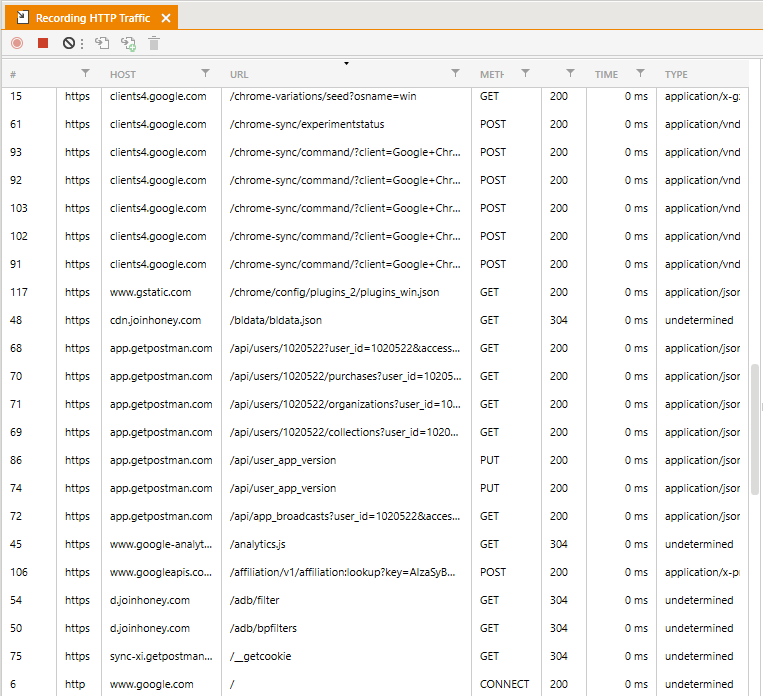 Recording HTTP Traffic
# HOST URL METH TIME TYPE
15 https clients4.google.com /chrome-variations/seed?osname=win GET 200 0 ms application/x-g
61 https clients4.google.com /chrome-sync/experimentstatus POST 200 0 ms application/vnd
93 https clients4.google.com /chrome-sync/command/?client=Google+Chr... POST 200 0 ms application/vnd
92 https clients4.google.com /chrome-sync/command/?client=Google+Chr... POST 200 0 ms application/vnd
103 https clients4.google.com /chrome-sync/command/?client=Google+Chr... POST 200 0 ms application/vnd
102 https clients4.google.com /chrome-sync/command/?client=Google+Chr... POST 200 0 ms application/vnd
91 https clients4.google.com /chrome-sync/command/?client=Google+Chr... POST 200 0 ms application/vnd
117 https www.gstatic.com /chrome/config/plugins_2/plugins_win.json GET 200 0 ms application/json
48 https cdn.joinhoney.com /bldata/bldata.json GET 304 0 ms undetermined
68 https app.getpostman.com /api/users/1020522?user_id=1020522&access... GET 200 0 ms application/json
70 https app.getpostman.com /api/users/1020522/purchases?user_id=10205... GET 200 0 ms application/json
71 https app.getpostman.com /api/users/1020522/organizations?user_id=10... GET 200 0 ms application/json
69 https app.getpostman.com /api/users/1020522/collections?user_id=1020... GET 200 0 ms application/json
86 https app.getpostman.com /api/user_app_version PUT 200 0 ms application/json
74 https app.getpostman.com /api/user_app_version PUT 200 0 ms application/json
72 https app.getpostman.com /api/app_broadcasts?user_id=1020522&acces... GET 200 0 ms application/json
45 https www.google-analyt... /analytics.js GET 304 0 ms undetermined
106 https www.googleapis.co... /affiliation/v1/affiliation:lookup?key=AIzaSyB... POST 200 0 ms application/x-pr
54 https d.joinhoney.com /adb/filter GET 304 0 ms undetermined
50 https d.joinhoney.com /adb/bpfilters GET 304 0 ms undetermined
75 https sync-xi.getpostman... /__getcookie GET 304 0 ms undetermined
6 http www.google.com / CONNECT 200 0 ms undetermined